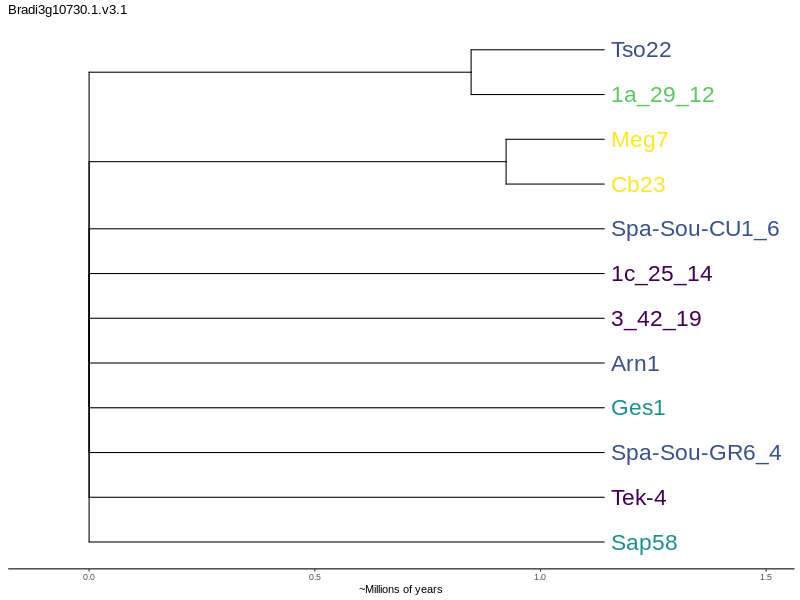 Bradi3g10730.1.v3.1
Tso22
1a_29_12
Meg7
Cb23
Spa-Sou-CU1_6
1c_25_14
3_42_19
Arn1
Ges1
Spa-Sou-GR6_4
Tek-4
Sap58
0.0 0.5 1.0 1.5
~Millions of years